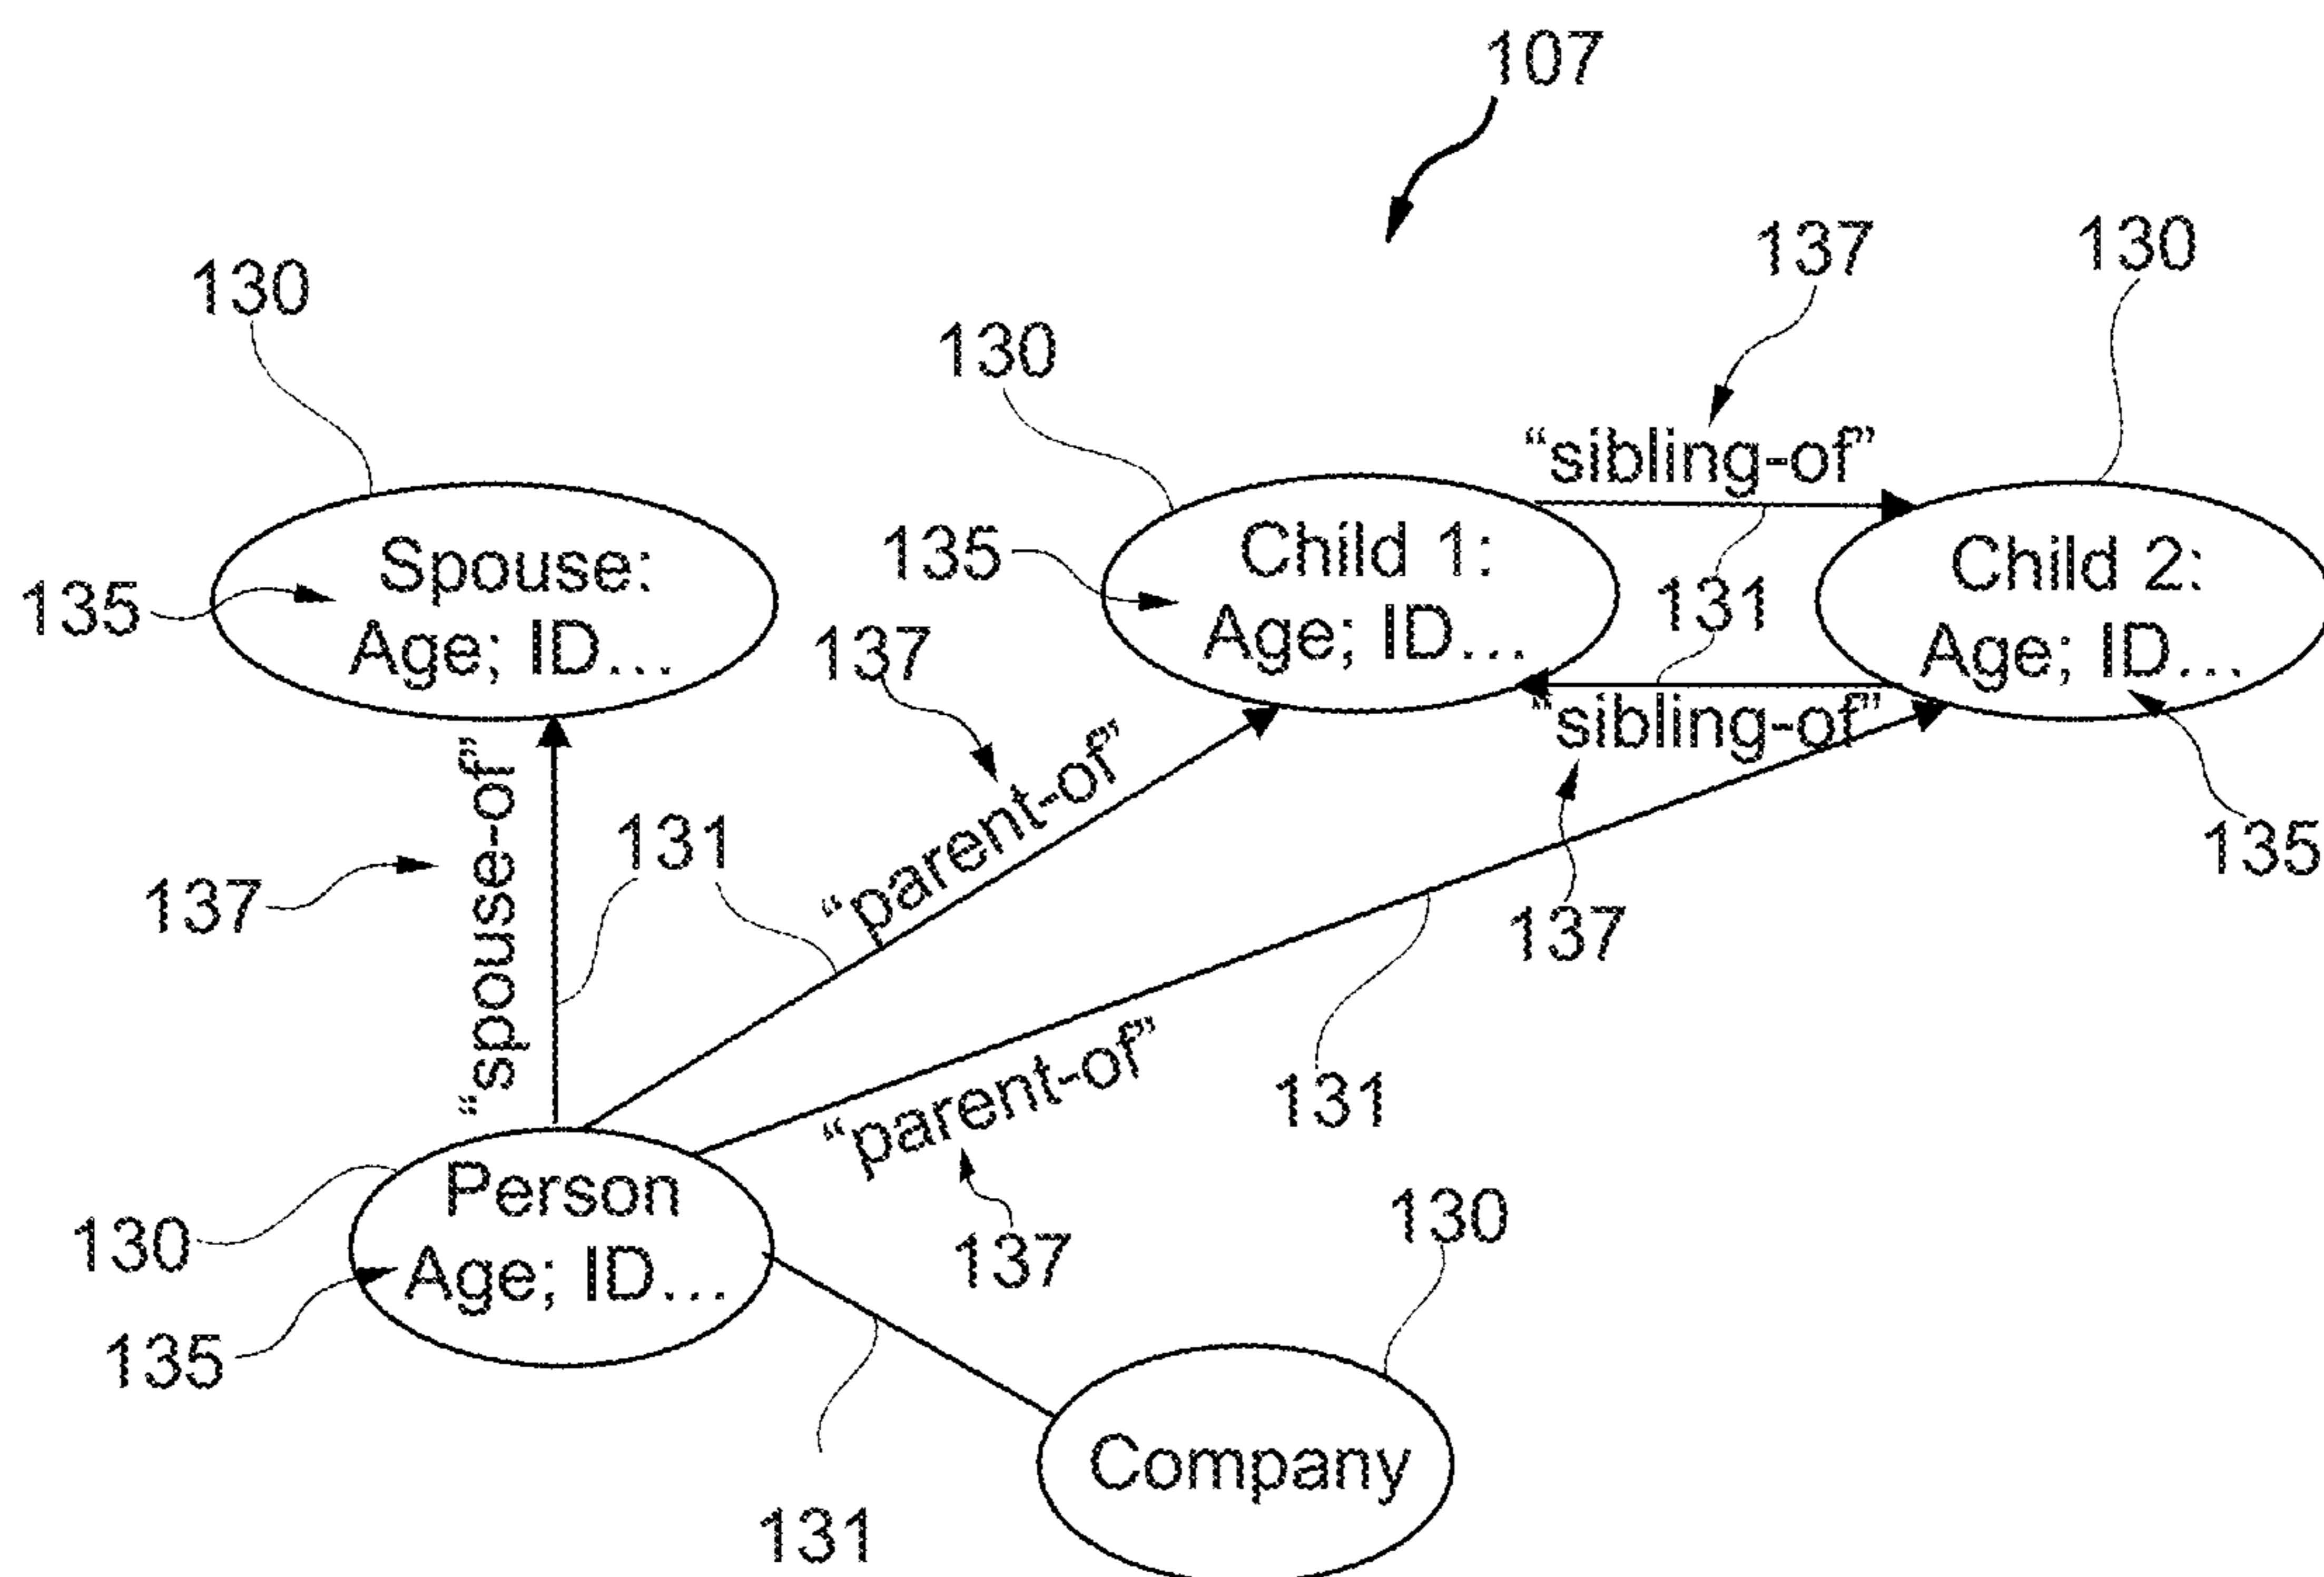 107
137
130
130
130
“sibling-of”
Spouse:
Age; ID...
135
135
Child 1:
Age; ID...
131
Child 2:
Age; ID...
137
“sibling-of”
“spouse-of”
131
“parent-of”
137
137
135
131
“parent-of”
137
Person
Age; ID...
130
135
130
Company
131